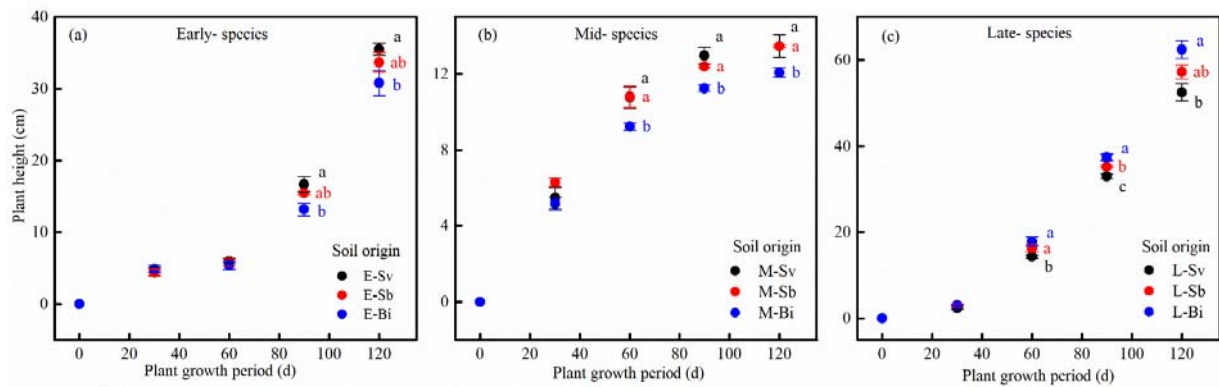 Plant height (cm)
(a) Early- species
40
30
20
10
0
a
ab
b
a
ab
b
Soil origin
E-Sv
E-Sb
E-Bi
0 20 40 60 80 100 120
Plant growth period (d)
(b) Mid- species
12
8
4
0
a
a
b
a
a
b
a
a
b
Soil origin
M-Sv
M-Sb
M-Bi
0 20 40 60 80 100 120
Plant growth period (d)
(c) Late- species
60
40
20
0
a
ab
b
a
b
c
a
a
b
Soil origin
L-Sv
L-Sb
L-Bi
0 20 40 60 80 100 120
Plant growth period (d)